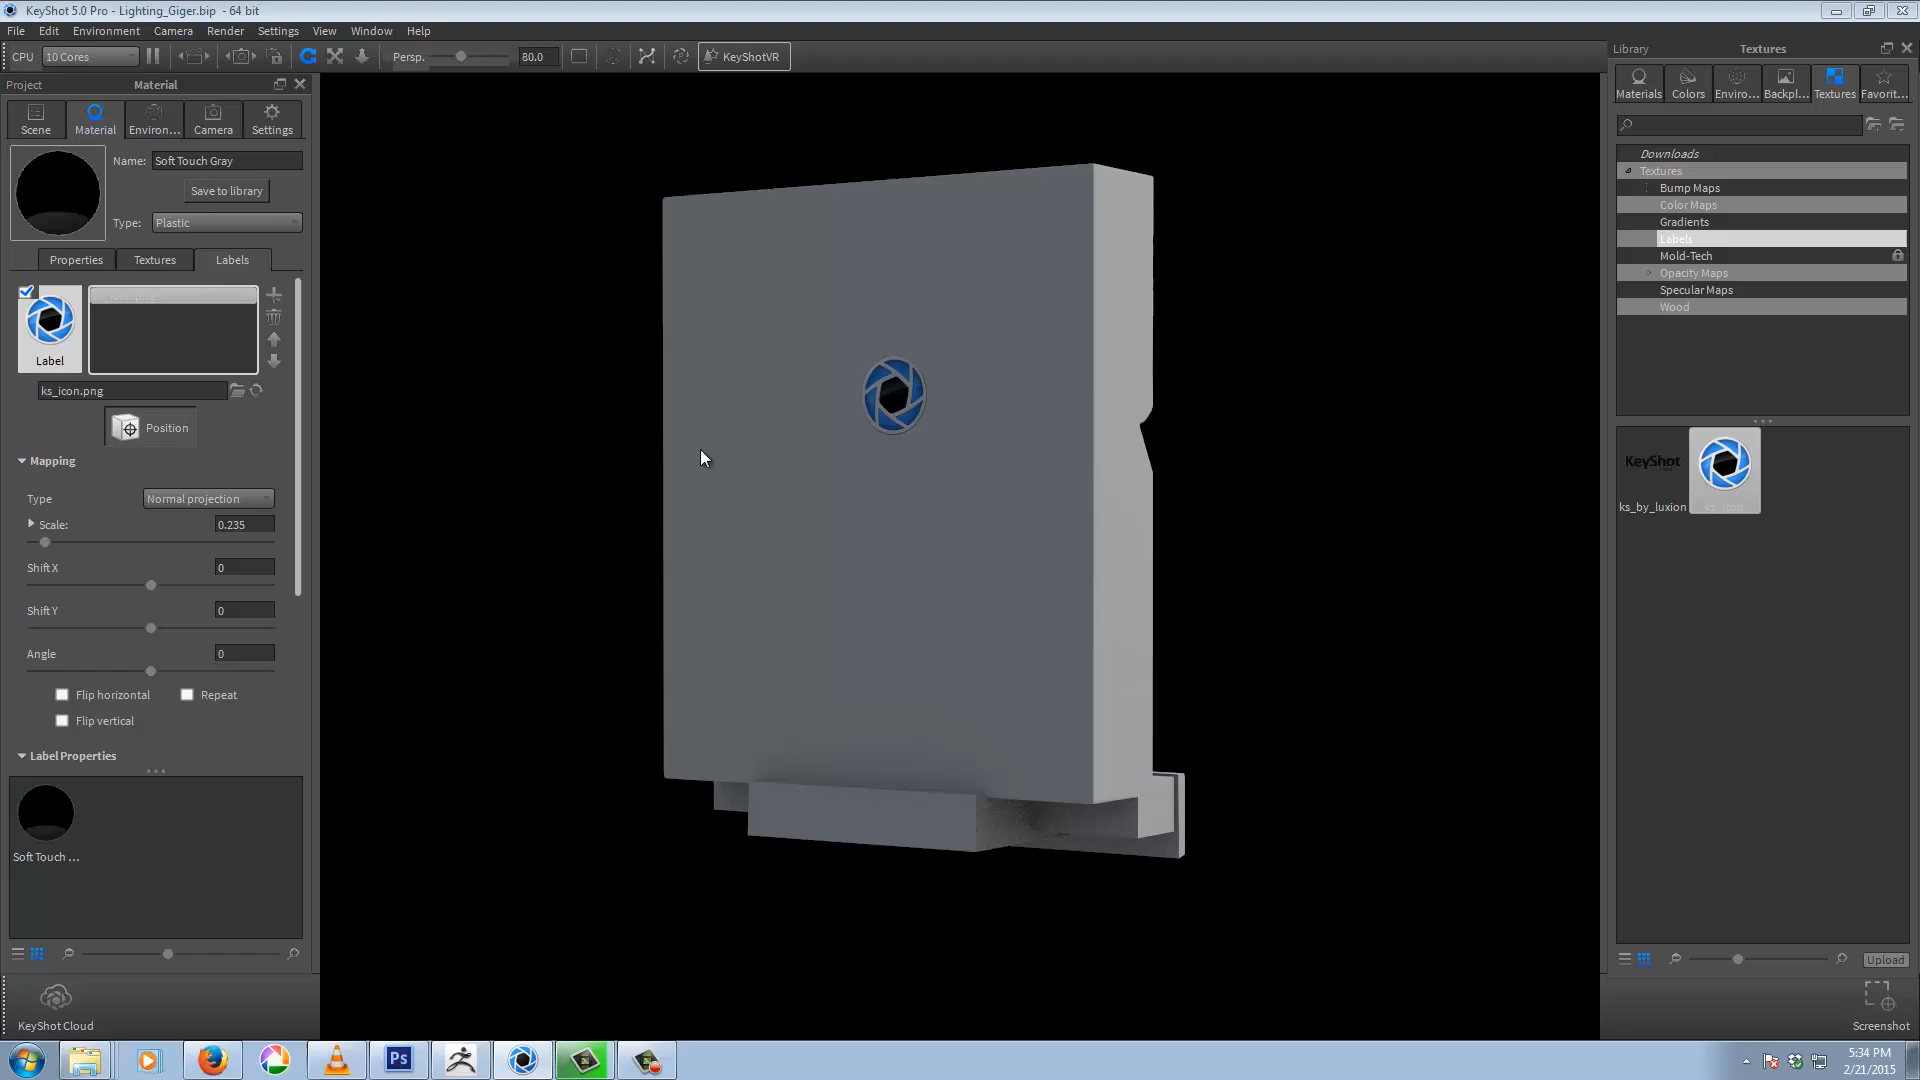 KeyShot 5.0 Pro - Lighting_Giger.bip - 64 bit
File Edit Environment Camera Render Settings View Window Help
CPU 10 Cores Persp. 80.0 KeyShotVR
Project Material
Scene Material Environ... Camera Settings
Name: Soft Touch Gray
Save to library
Type: Plastic
Properties Textures Labels
Label
ks_icon.png
Position
Mapping
Type Normal projection
Scale: 0.235
Shift X 0
Shift Y 0
Angle 0
Flip horizontal Repeat
Flip vertical
Label Properties
Soft Touch ...
KeyShot Cloud
Library Textures
Materials Colors Enviro... Backpl... Textures Favorit...
Downloads
Textures
Bump Maps
Color Maps
Gradients
Labels
Mold-Tech
Opacity Maps
Specular Maps
Wood
KeyShot
ks_by_luxion ks_icon
Upload
Screenshot
Ps
5:34 PM
2/21/2015